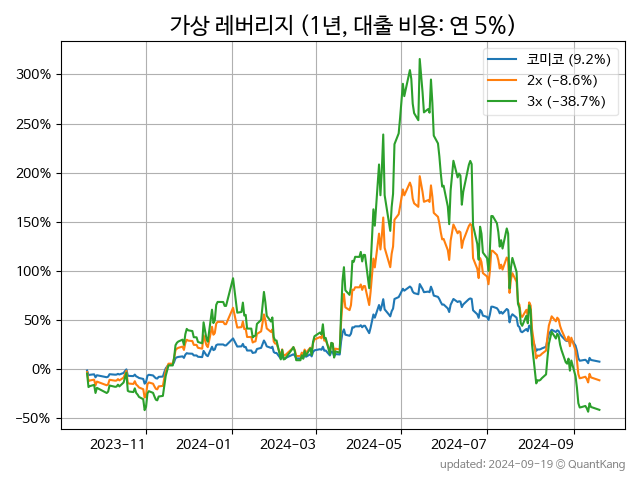 가상 레버리지 (1년, 대출 비용: 연 5%)
코미코 (9.2%)
2x (−8.6%)
3x (−38.7%)
300%
250%
200%
150%
100%
50%
0%
−50%
2023-11
2024-01
2024-03
2024-05
2024-07
2024-09
updated: 2024-09-19 © QuantKang